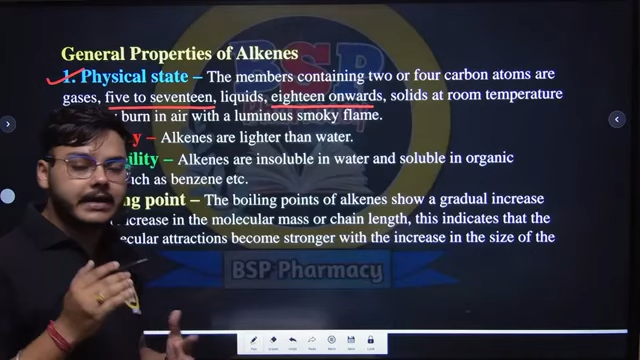 General Properties of Alkenes
1. Physical state – The members containing two or four carbon atoms are
gases, five to seventeen, liquids, eighteen onwards, solids at room temperature
burn in air with a luminous smoky flame.
Alkenes are lighter than water.
Alkenes are insoluble in water and soluble in organic
such as benzene etc.
point – The boiling points of alkenes show a gradual increase
increase in the molecular mass or chain length, this indicates that the
attractions become stronger with the increase in the size of the
BSP
BSP Pharmacy